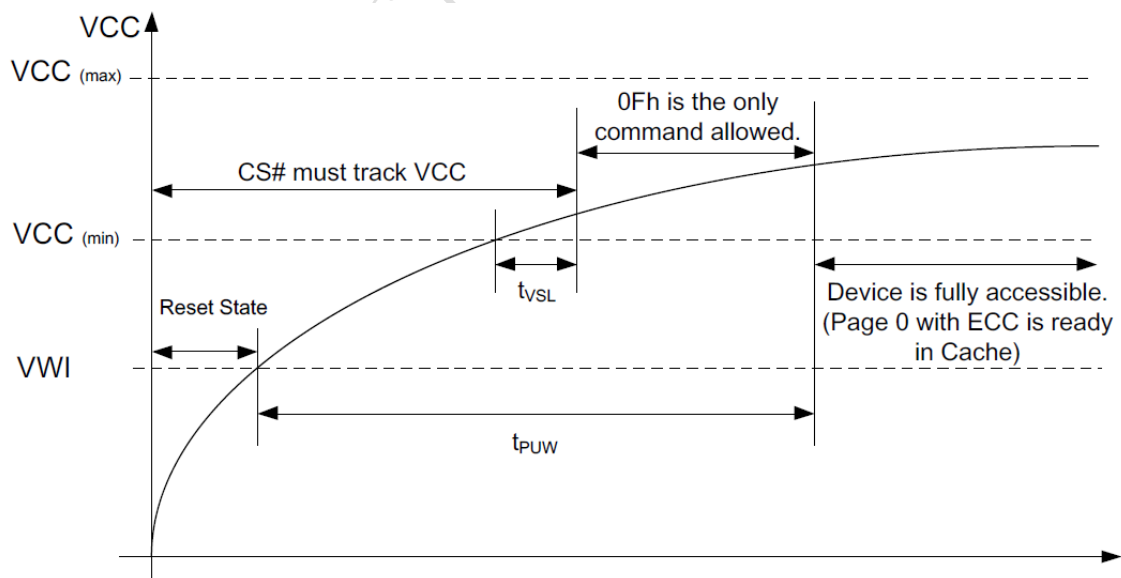 VCC
VCC (max)
0Fh is the only
command allowed.
CS# must track VCC
VCC (min)
tVSL
Reset State
Device is fully accessible.
(Page 0 with ECC is ready
in Cache)
VWI
tPUW